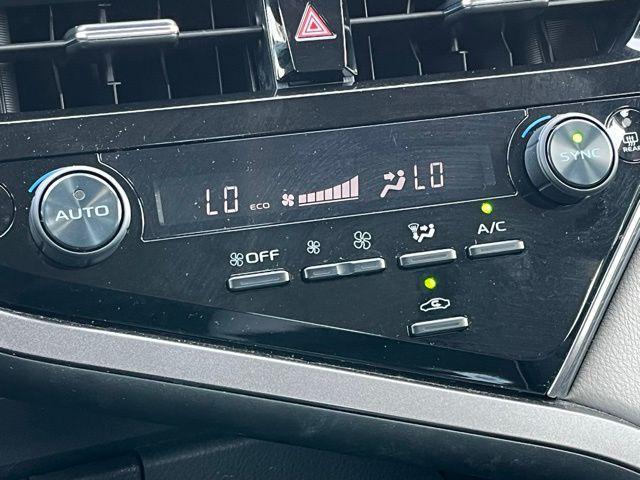 AUTO
LO ECO
LO
SYNC
REAR
OFF
A/C